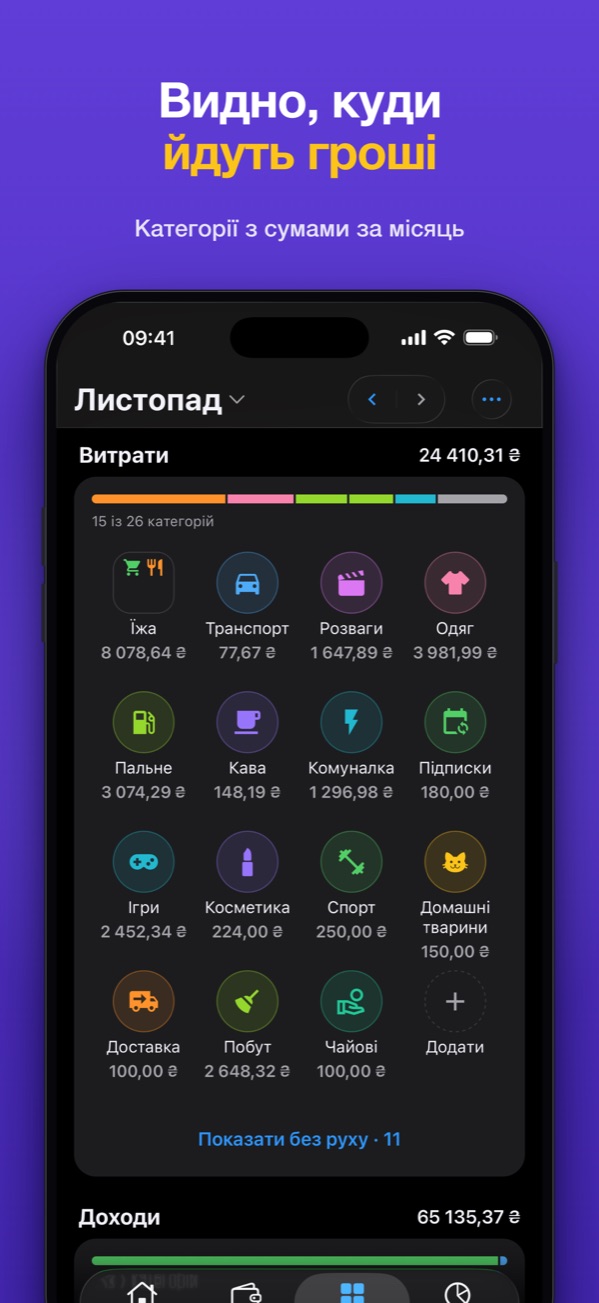 Видно, куди
йдуть гроші
Категорії з сумами за місяць
09:41
Листопад
Витрати 24 410,31 ₴
15 із 26 категорій
Їжа Транспорт Розваги Одяг
8 078,64 ₴ 77,67 ₴ 1 647,89 ₴ 3 981,99 ₴
Пальне Кава Комуналка Підписки
3 074,29 ₴ 148,19 ₴ 1 296,98 ₴ 180,00 ₴
Ігри Косметика Спорт Домашні
тварини
2 452,34 ₴ 224,00 ₴ 250,00 ₴ 150,00 ₴
Доставка Побут Чайові Додати
100,00 ₴ 2 648,32 ₴ 100,00 ₴
Показати без руху · 11
Доходи 65 135,37 ₴